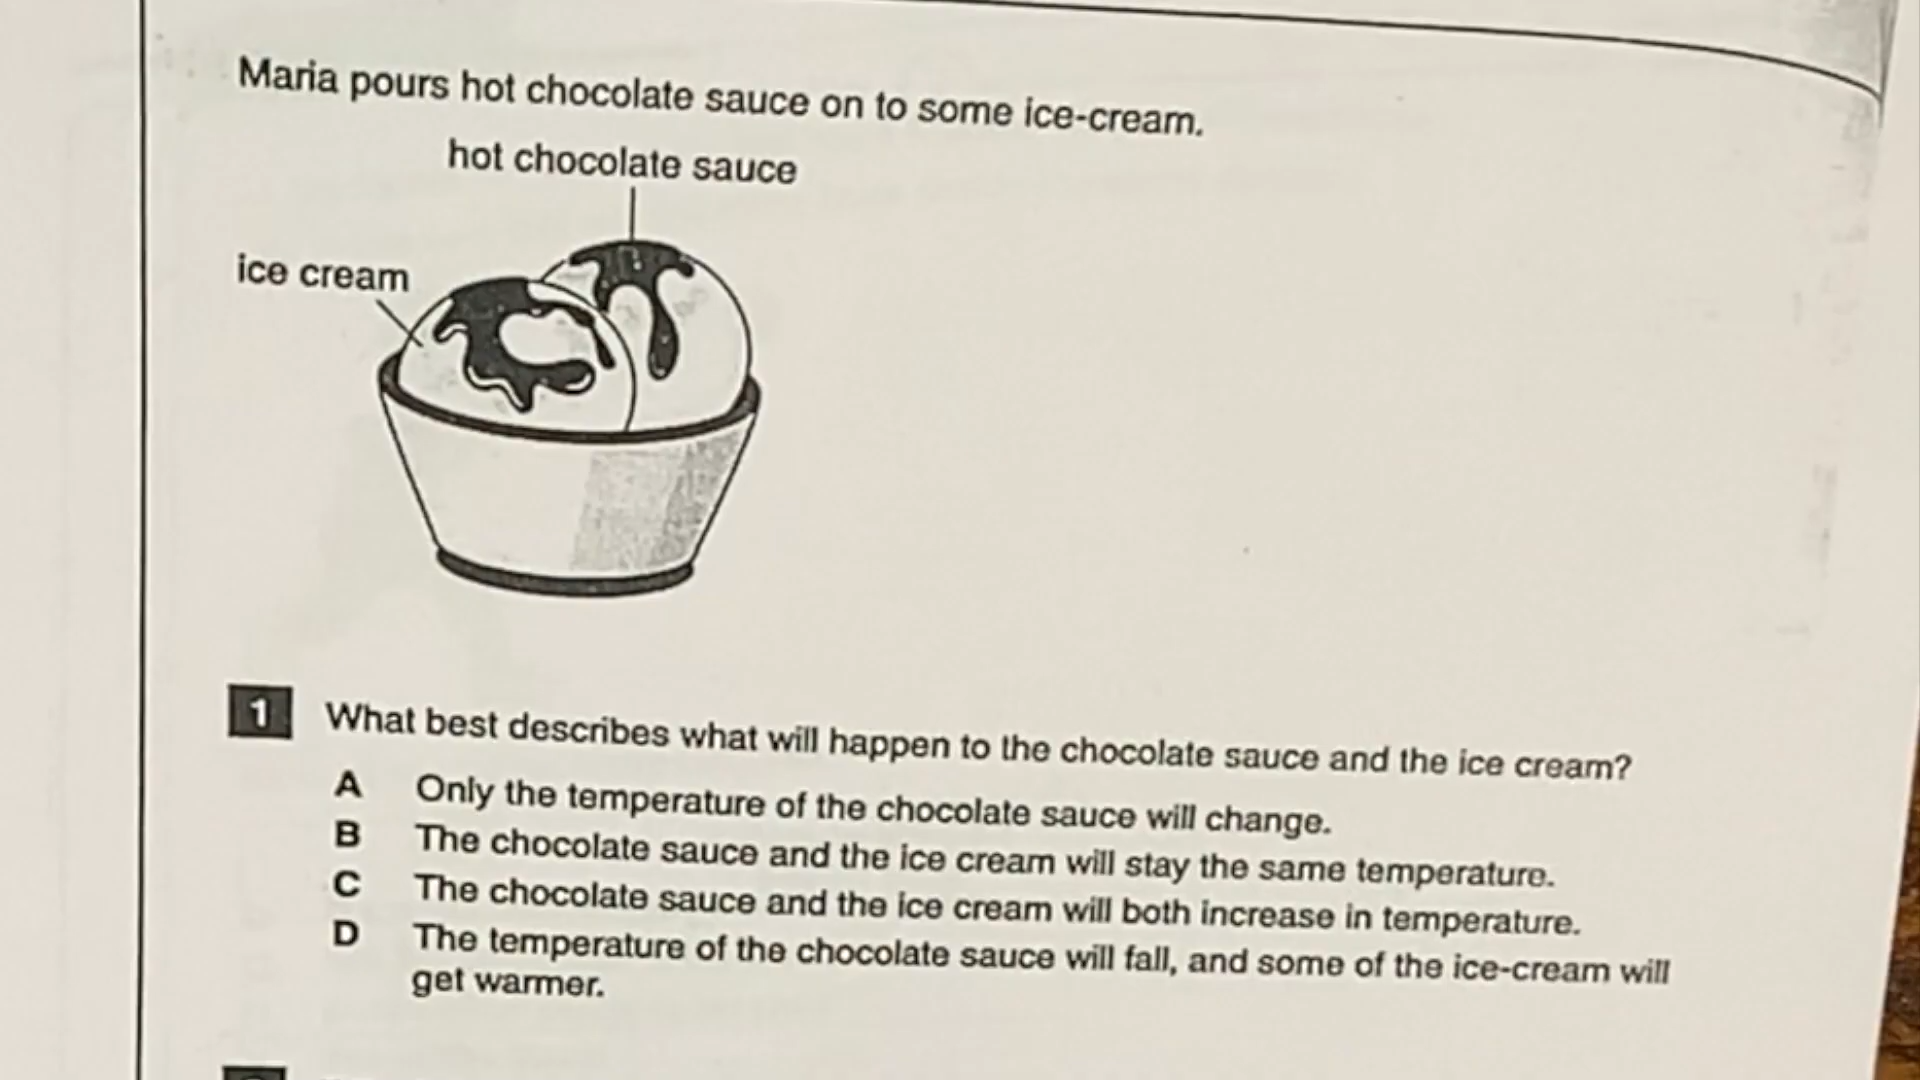 Maria pours hot chocolate sauce on to some ice-cream.
hot chocolate sauce
ice cream
1 What best describes what will happen to the chocolate sauce and the ice cream?
A Only the temperature of the chocolate sauce will change.
B The chocolate sauce and the ice cream will stay the same temperature.
C The chocolate sauce and the ice cream will both increase in temperature.
D The temperature of the chocolate sauce will fall, and some of the ice-cream will
get warmer.